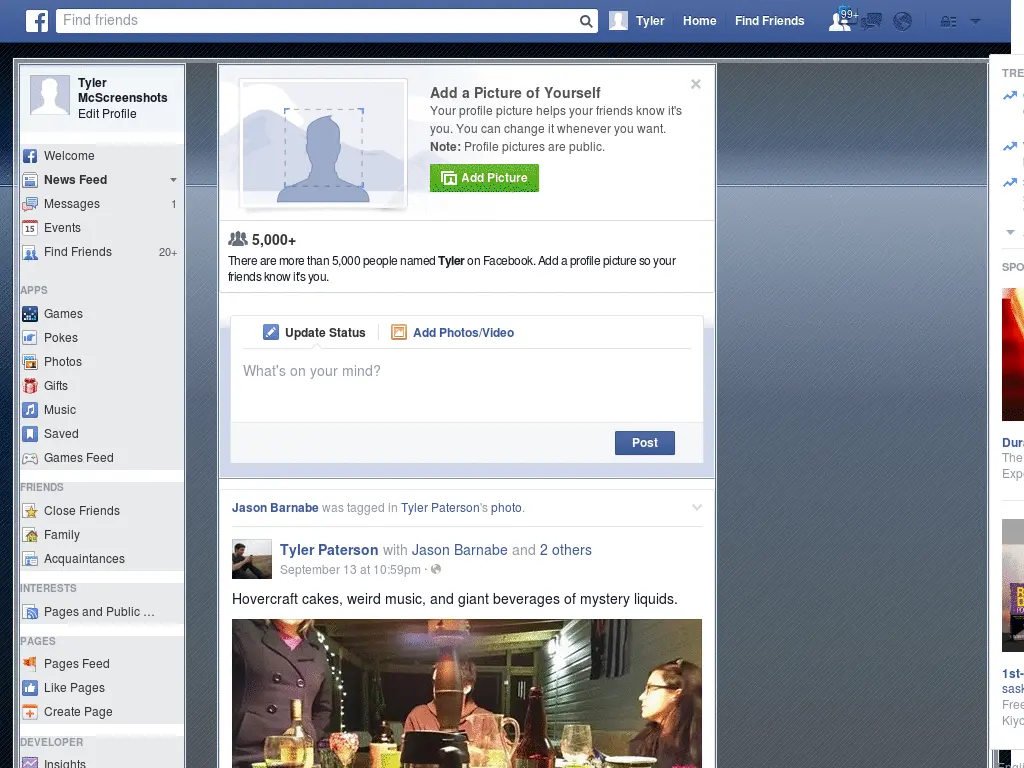 Find friends
Tyler
Home
Find Friends
99+
Tyler
McScreenshots
Edit Profile
Welcome
News Feed
Messages 1
Events
Find Friends 20+
APPS
Games
Pokes
Photos
Gifts
Music
Saved
Games Feed
FRIENDS
Close Friends
Family
Acquaintances
INTERESTS
Pages and Public ...
PAGES
Pages Feed
Like Pages
Create Page
DEVELOPER
Insights
Add a Picture of Yourself
Your profile picture helps your friends know it's
you. You can change it whenever you want.
Note: Profile pictures are public.
Add Picture
5,000+
There are more than 5,000 people named Tyler on Facebook. Add a profile picture so your
friends know it's you.
Update Status
Add Photos/Video
What's on your mind?
Post
Jason Barnabe was tagged in Tyler Paterson's photo.
Tyler Paterson with Jason Barnabe and 2 others
September 13 at 10:59pm ·
Hovercraft cakes, weird music, and giant beverages of mystery liquids.
TRE
SPO
Dura
The
Exp
1st-
sask
Free
Kiyo